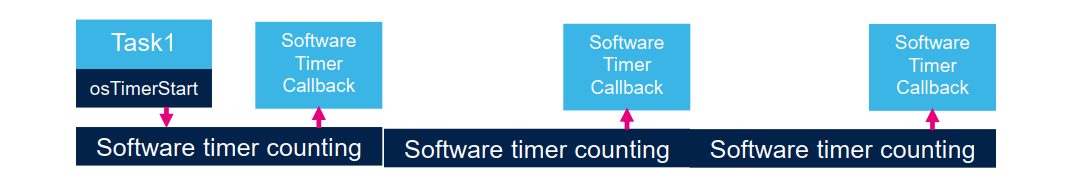 Task1
osTimerStart
Software
Timer
Callback
Software
Timer
Callback
Software
Timer
Callback
Software timer counting
Software timer counting
Software timer counting